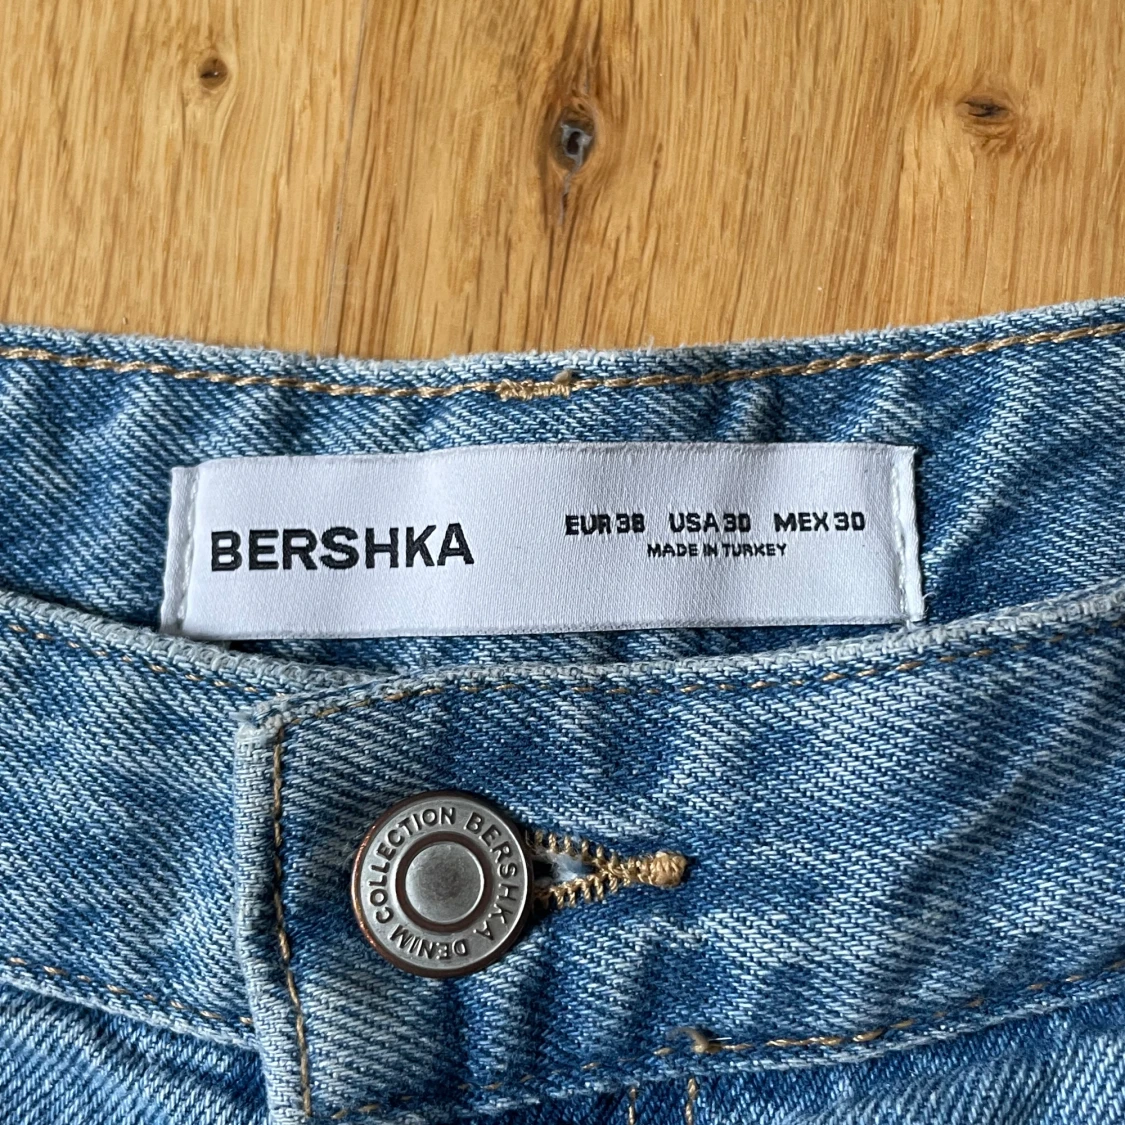 BERSHKA
EUR 38 USA 30 MEX 30
MADE IN TURKEY
BERSHKA DENIM COLLECTION